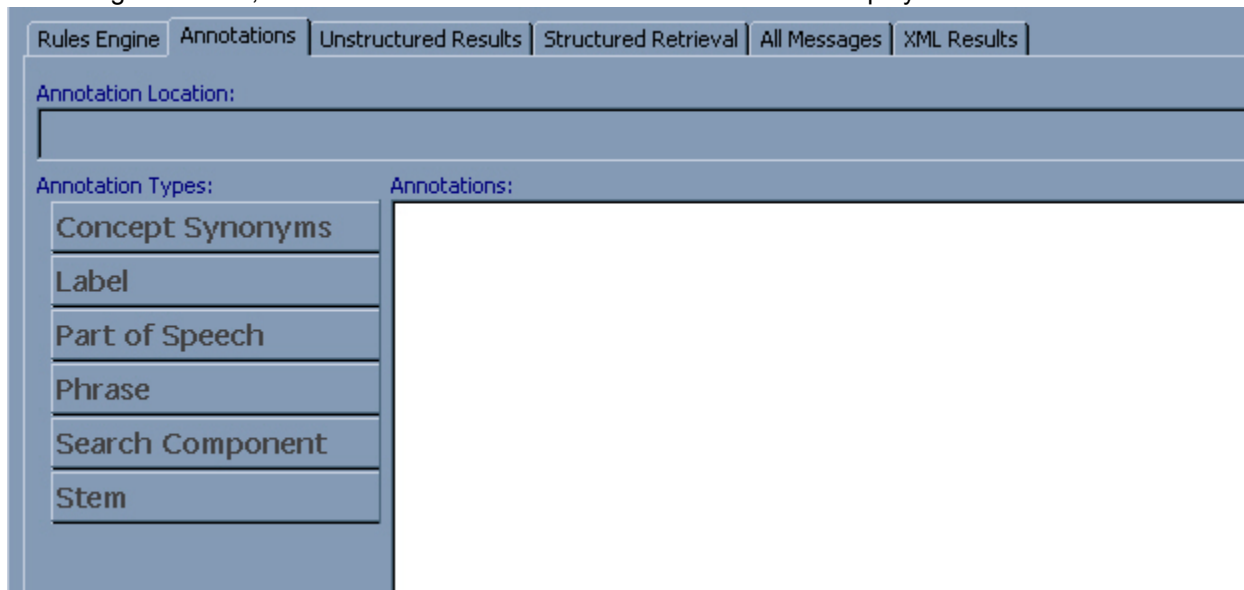 Rules Engine Annotations Unstructured Results Structured Retrieval All Messages XML Results
Annotation Location:
Annotation Types: Annotations:
Concept Synonyms
Label
Part of Speech
Phrase
Search Component
Stem